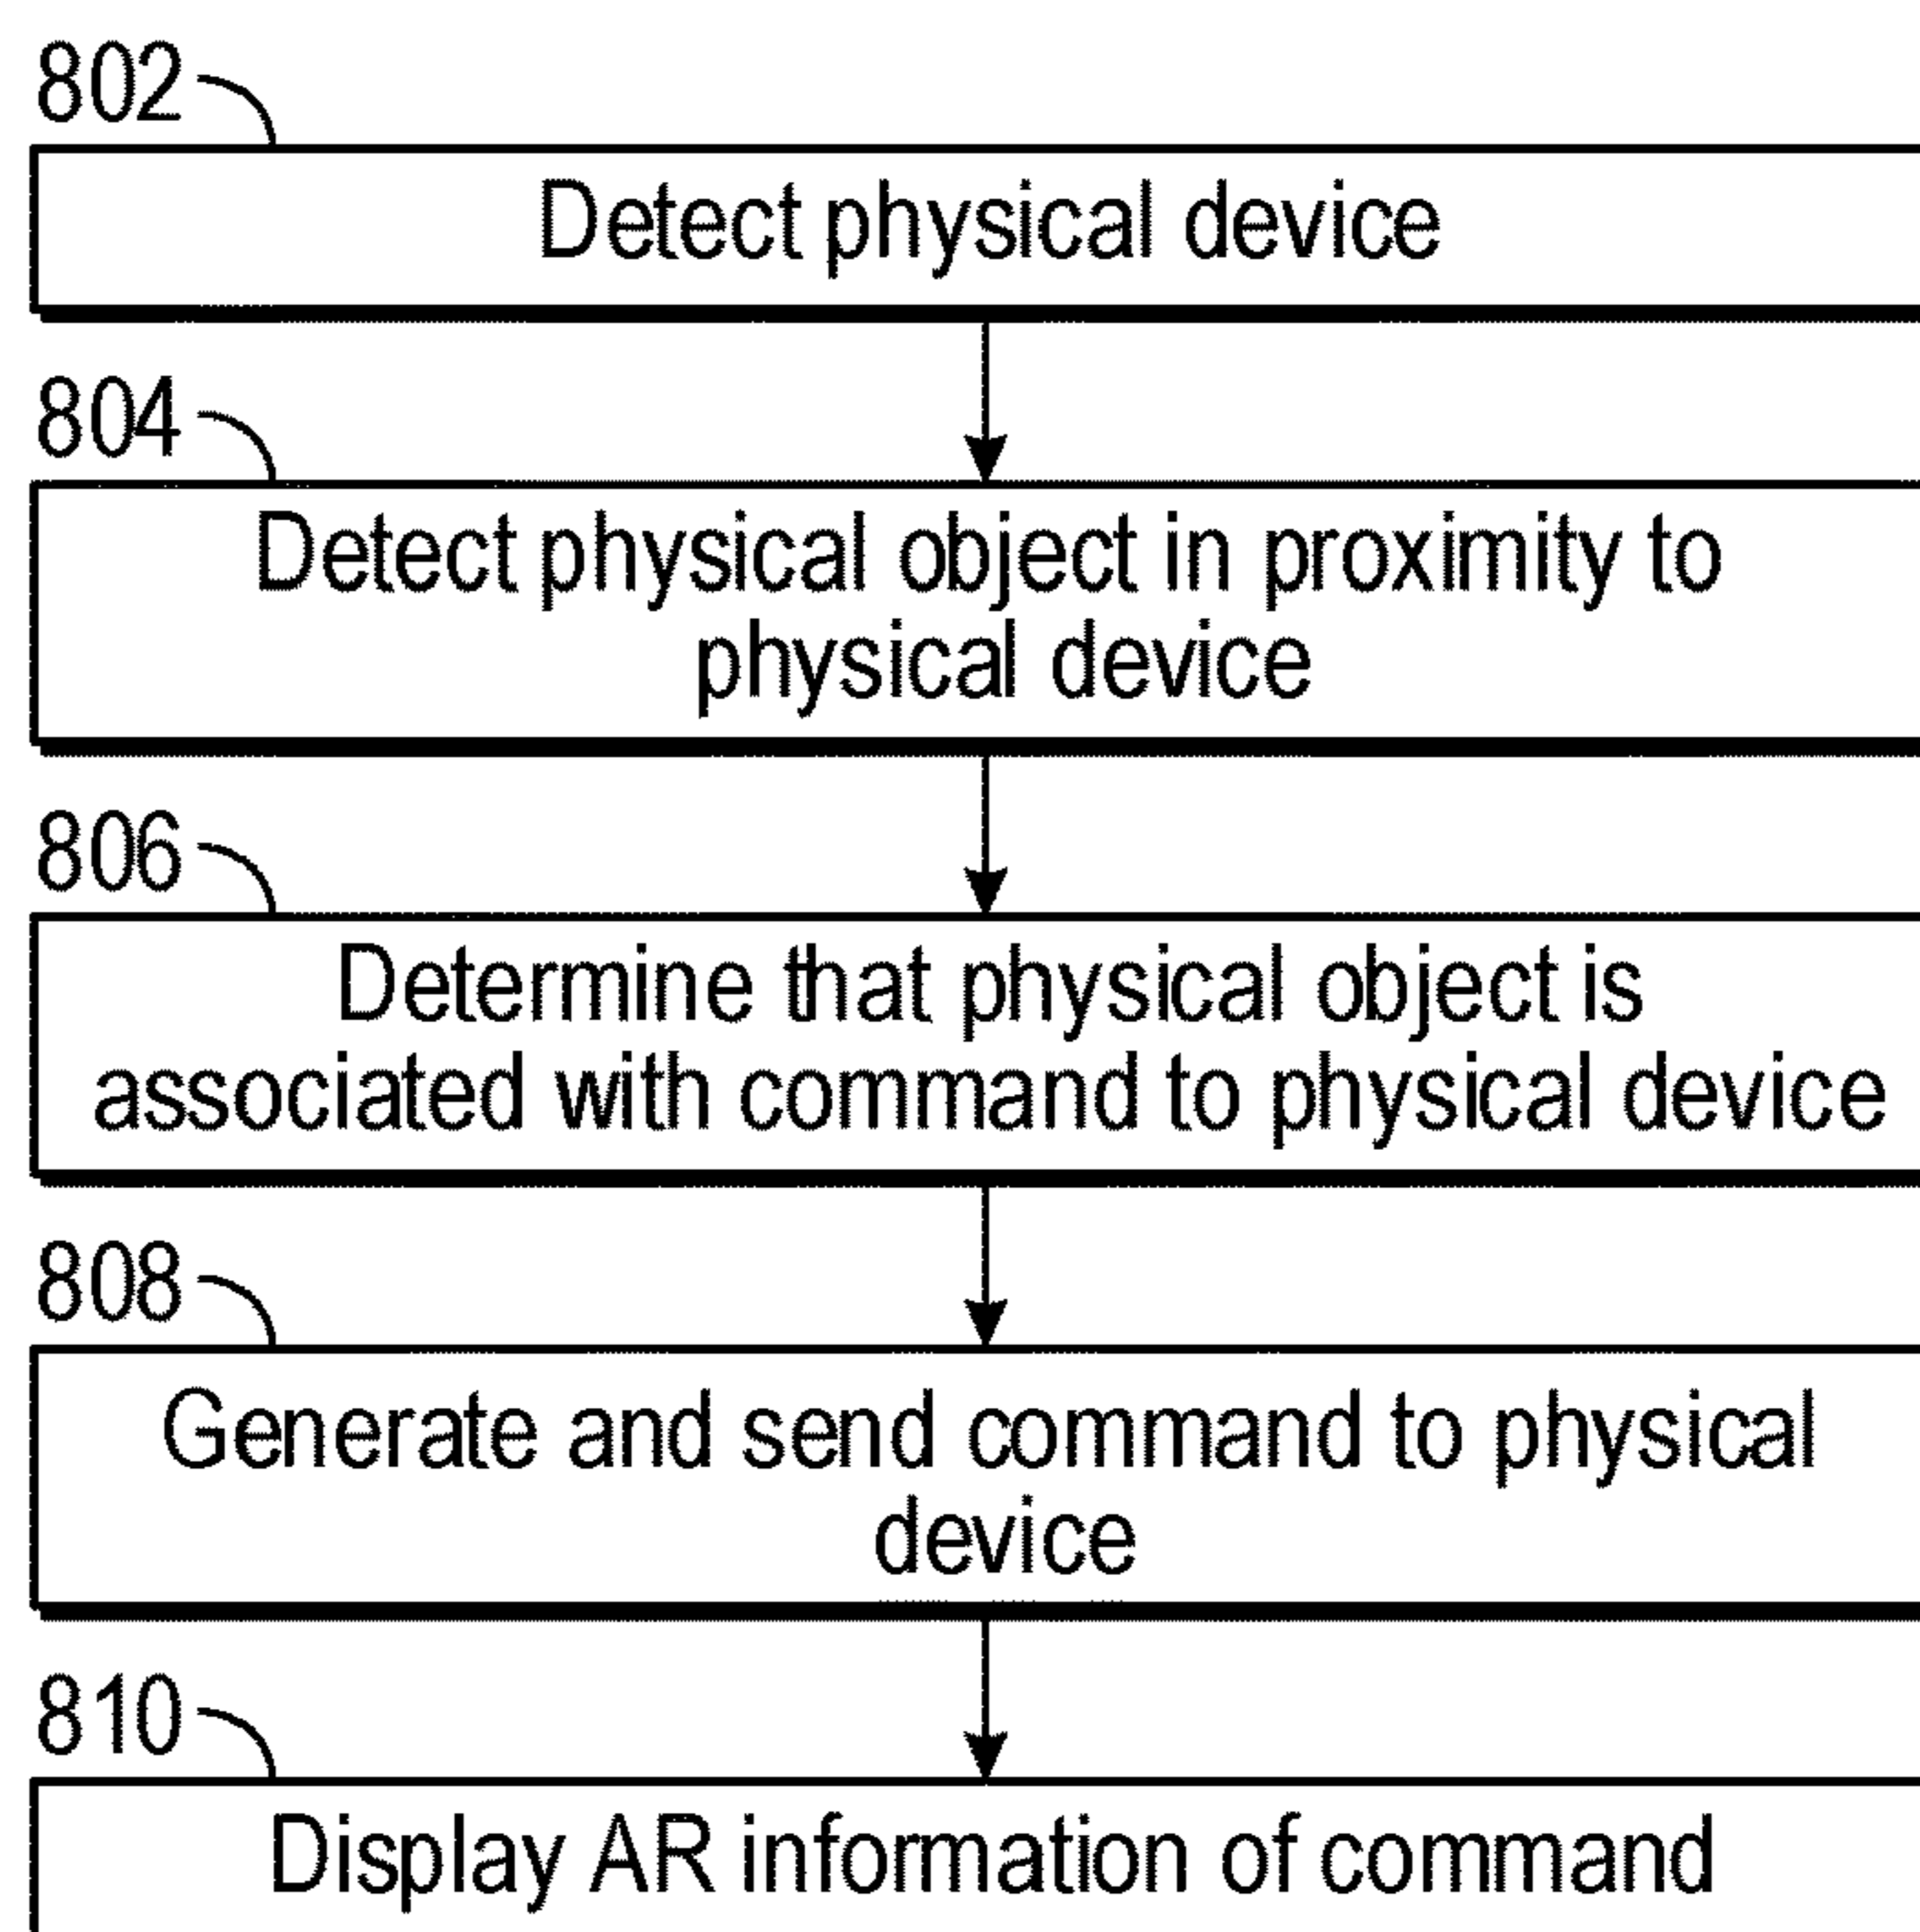 802
Detect physical device
804
Detect physical object in proximity to
physical device
806
Determine that physical object is
associated with command to physical device
808
Generate and send command to physical
device
810
Display AR information of command